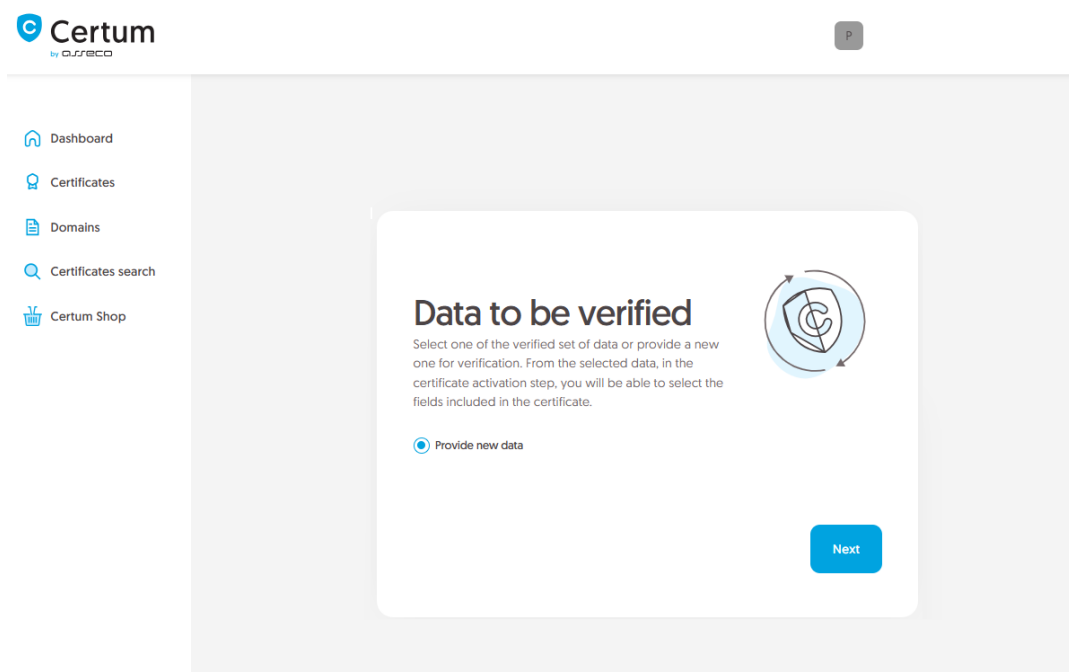 Certum
by asseco
P
Dashboard
Certificates
Domains
Certificates search
Certum Shop
Data to be verified
Select one of the verified set of data or provide a new
one for verification. From the selected data, in the
certificate activation step, you will be able to select the
fields included in the certificate.
Provide new data
Next